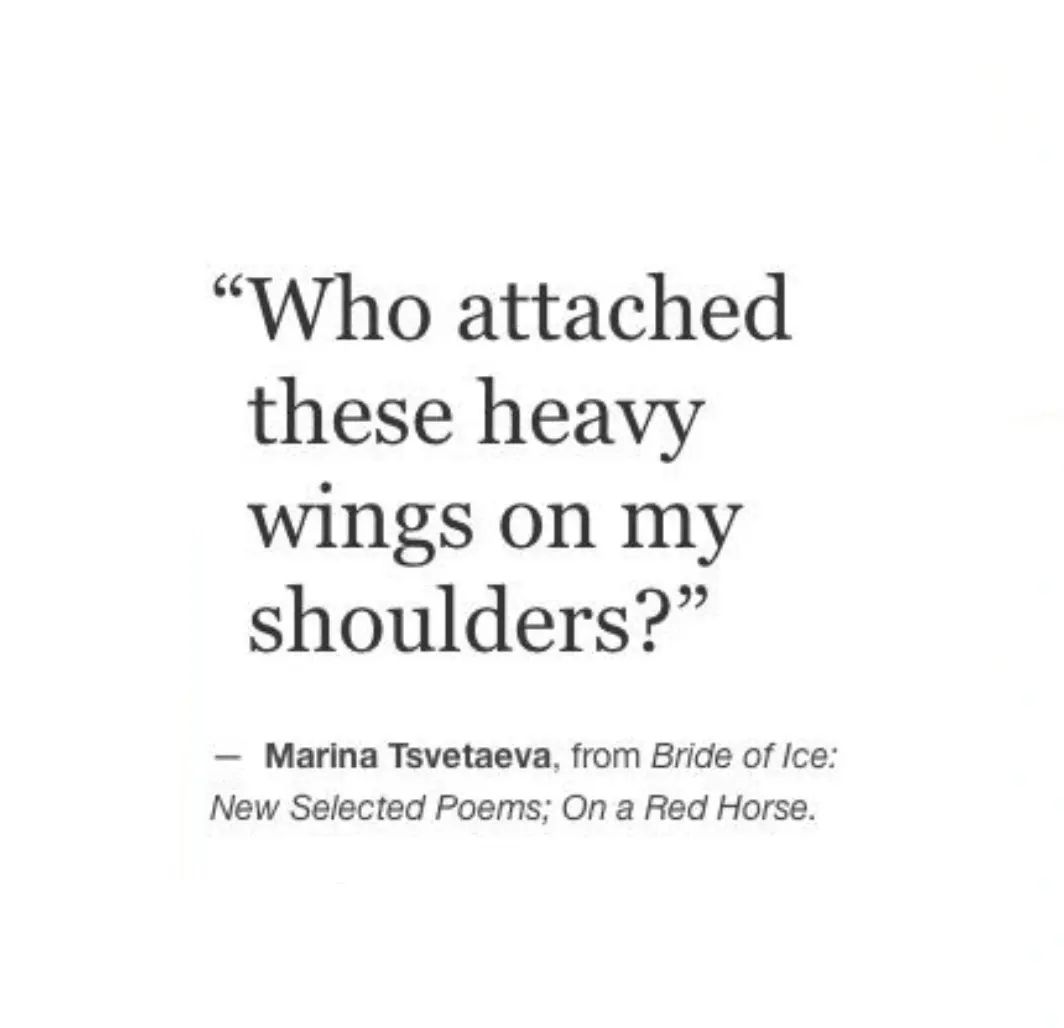 “Who attached
these heavy
wings on my
shoulders?”
— Marina Tsvetaeva, from Bride of Ice:
New Selected Poems; On a Red Horse.